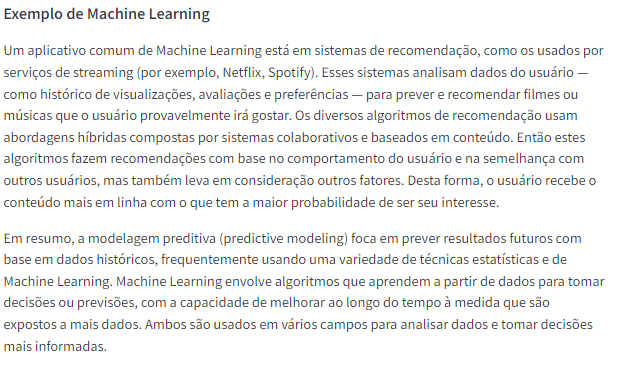 Exemplo de Machine Learning
Um aplicativo comum de Machine Learning está em sistemas de recomendação, como os usados por
serviços de streaming (por exemplo, Netflix, Spotify). Esses sistemas analisam dados do usuário —
como histórico de visualizações, avaliações e preferências — para prever e recomendar filmes ou
músicas que o usuário provavelmente irá gostar. Os diversos algoritmos de recomendação usam
abordagens híbridas compostas por sistemas colaborativos e baseados em conteúdo. Então estes
algoritmos fazem recomendações com base no comportamento do usuário e na semelhança com
outros usuários, mas também leva em consideração outros fatores. Desta forma, o usuário recebe o
conteúdo mais em linha com o que tem a maior probabilidade de ser seu interesse.
Em resumo, a modelagem preditiva (predictive modeling) foca em prever resultados futuros com
base em dados históricos, frequentemente usando uma variedade de técnicas estatísticas e de
Machine Learning. Machine Learning envolve algoritmos que aprendem a partir de dados para tomar
decisões ou previsões, com a capacidade de melhorar ao longo do tempo à medida que são
expostos a mais dados. Ambos são usados em vários campos para analisar dados e tomar decisões
mais informadas.